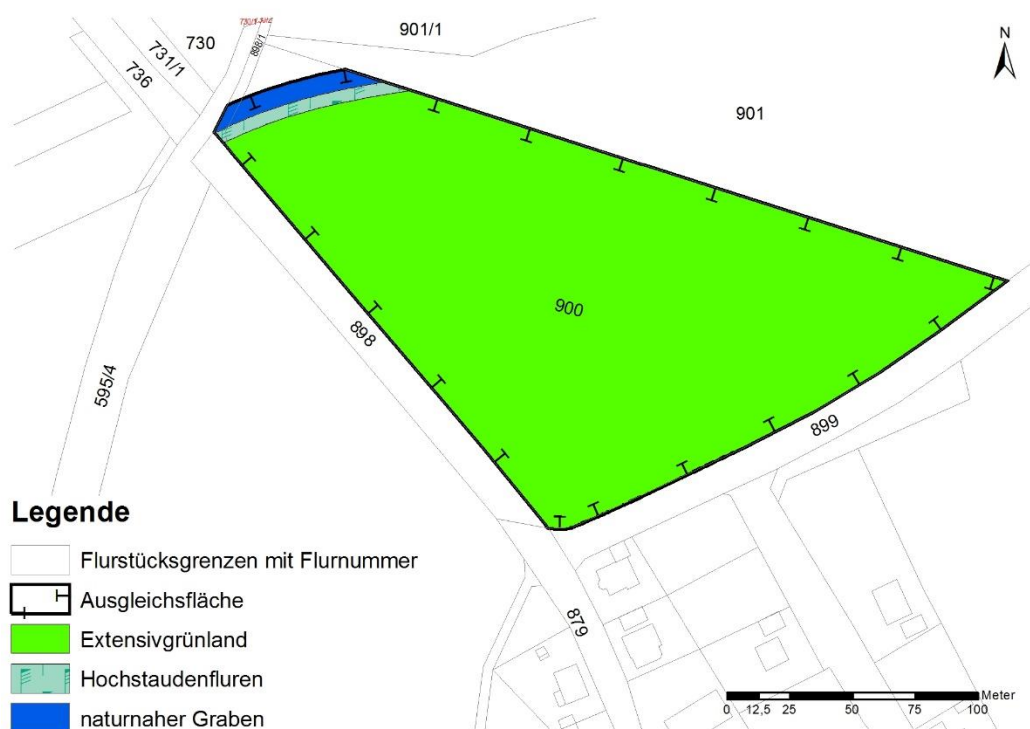 901/1
N
730
898/1
731/1
736
901
900
898
595/4
899
879
Legende
Flurstücksgrenzen mit Flurnummer
Ausgleichsfläche
Extensivgrünland
Hochstaudenfluren
naturnaher Graben
Meter
0 12,5 25 50 75 100